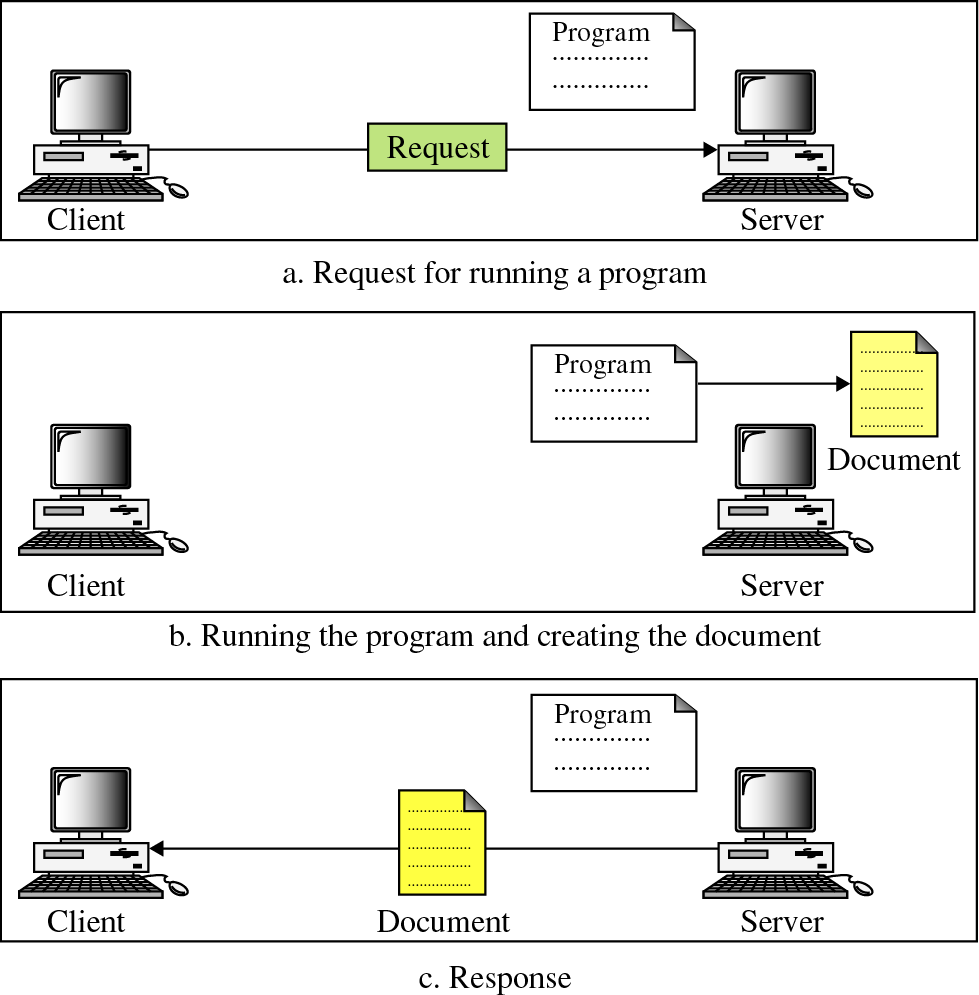 Program
Request
Client
Server
a. Request for running a program
Program
Document
Client
Server
b. Running the program and creating the document
Program
Client
Document
Server
c. Response